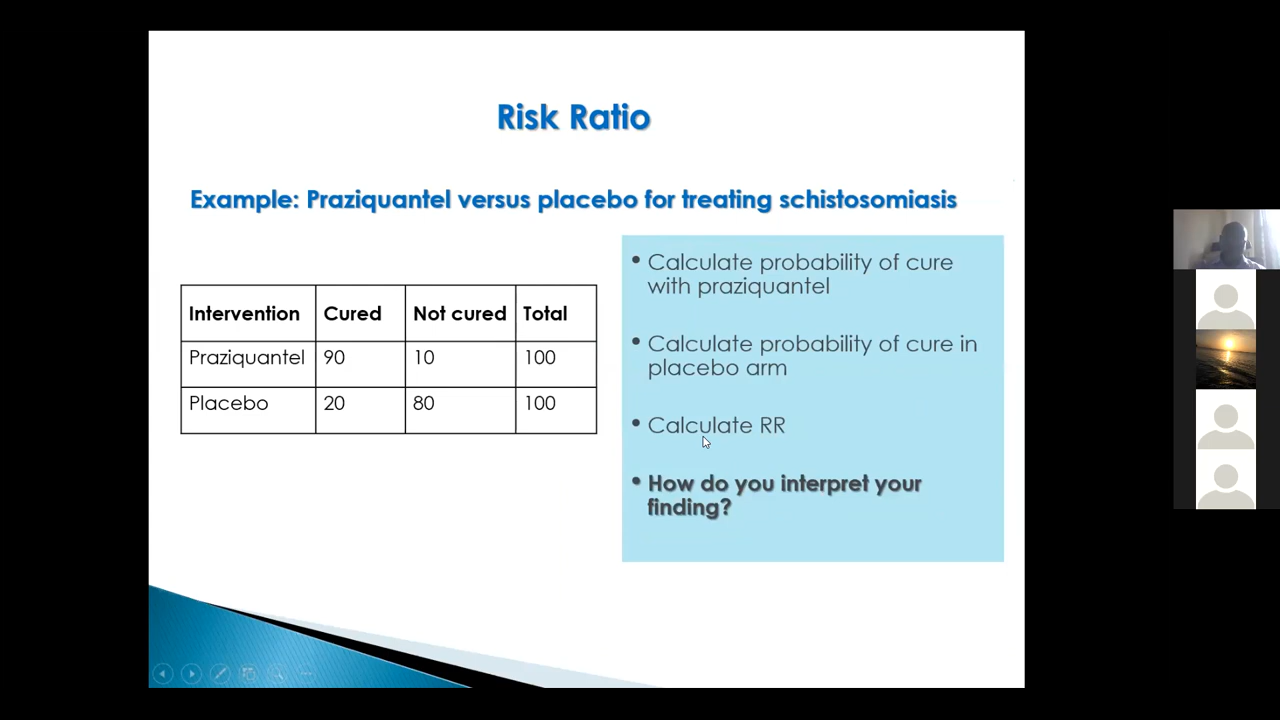 Risk Ratio
Example: Praziquantel versus placebo for treating schistosomiasis
Intervention Cured Not cured Total
Praziquantel 90 10 100
Placebo 20 80 100
• Calculate probability of cure
with praziquantel
• Calculate probability of cure in
placebo arm
• Calculate RR
• How do you interpret your
finding?